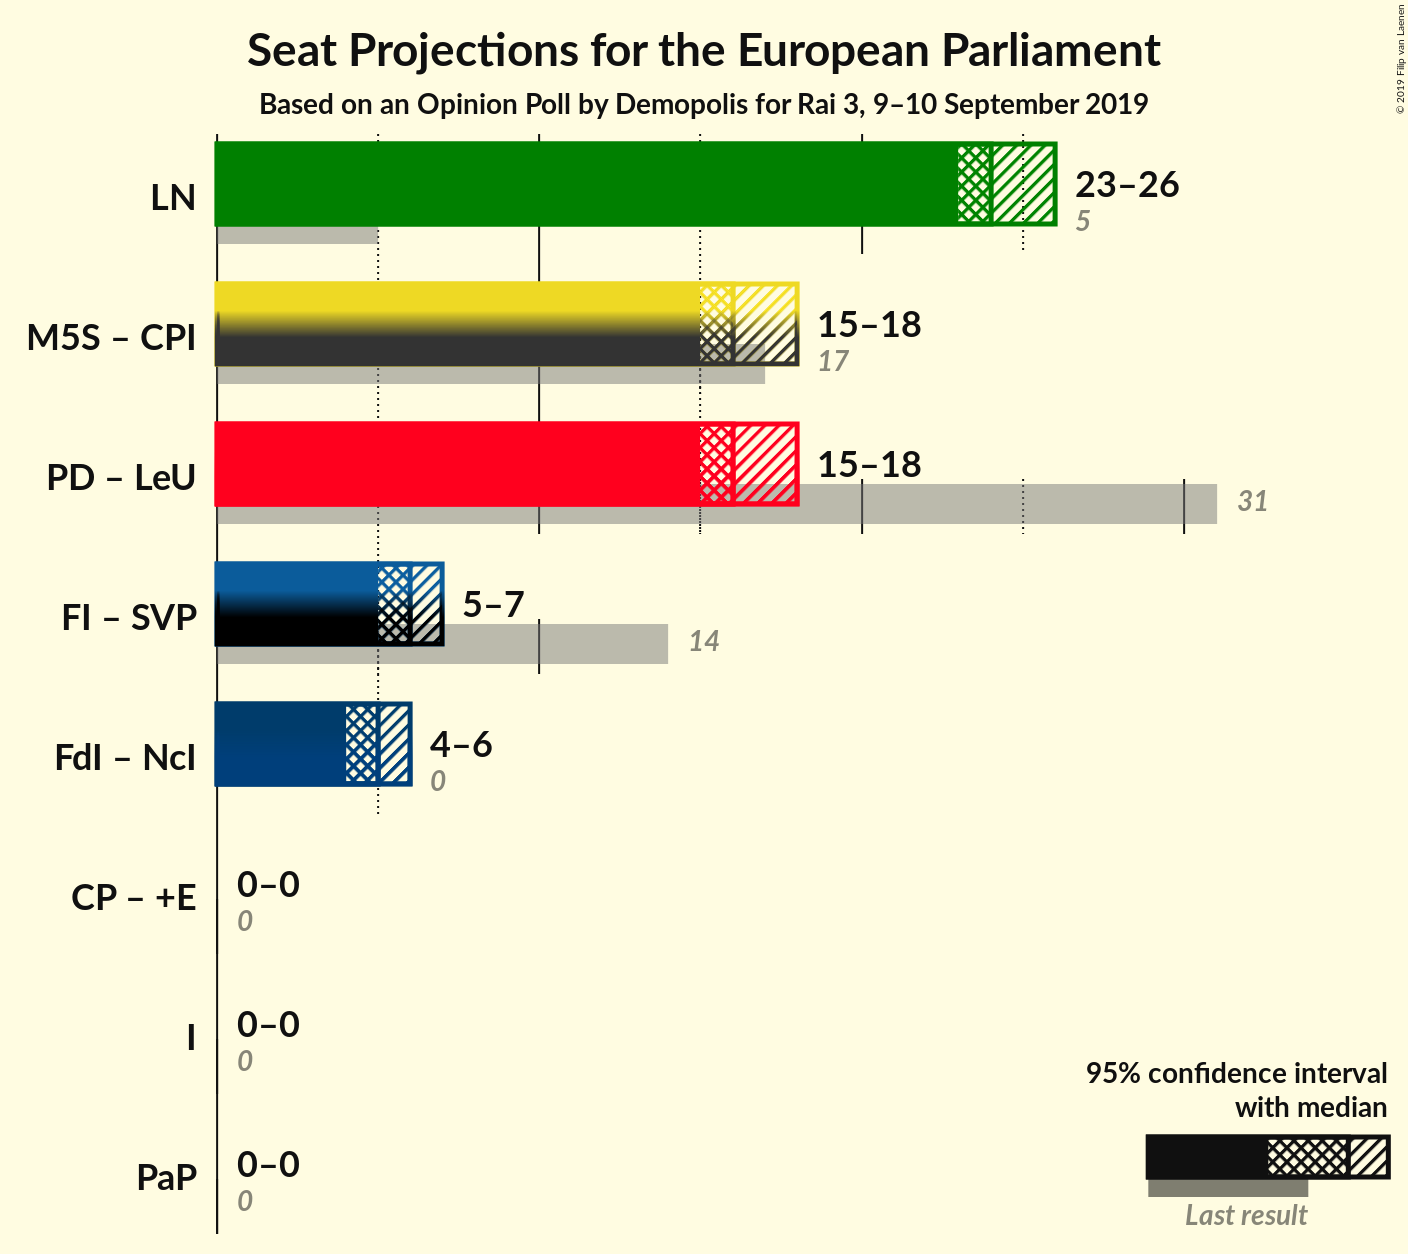 Seat Projections for the European Parliament
Based on an Opinion Poll by Demopolis for Rai 3, 9–10 September 2019
© 2019 Filip van Laenen
LN
23–26
5
M5S – CPI
15–18
17
PD – LeU
15–18
31
FI – SVP
5–7
14
FdI – NcI
4–6
0
CP – +E
0–0
0
I
0–0
0
PaP
0–0
0
95% confidence interval
with median
Last result